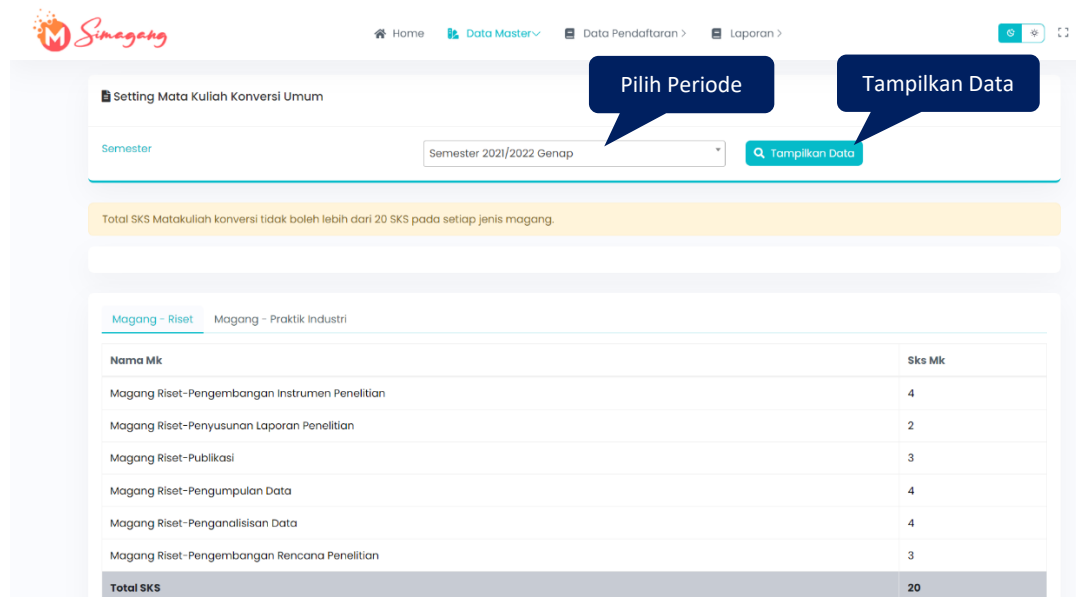 Simagang
Home Data Master Data Pendaftaran > Laporan >
Pilih Periode
Tampilkan Data
Setting Mata Kuliah Konversi Umum
Semester
Semester 2021/2022 Genap
Tampilkan Data
Total SKS Matakuliah konversi tidak boleh lebih dari 20 SKS pada setiap jenis magang.
Magang - Riset Magang - Praktik Industri
Nama Mk Sks Mk
Magang Riset-Pengembangan Instrumen Penelitian 4
Magang Riset-Penyusunan Laporan Penelitian 2
Magang Riset-Publikasi 3
Magang Riset-Pengumpulan Data 4
Magang Riset-Penganalisisan Data 4
Magang Riset-Pengembangan Rencana Penelitian 3
Total SKS 20